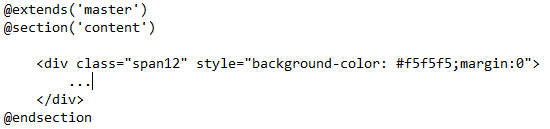 @extends('master')
@section('content')
<div class="span12" style="background-color: #f5f5f5;margin:0">
...
</div>
@endsection